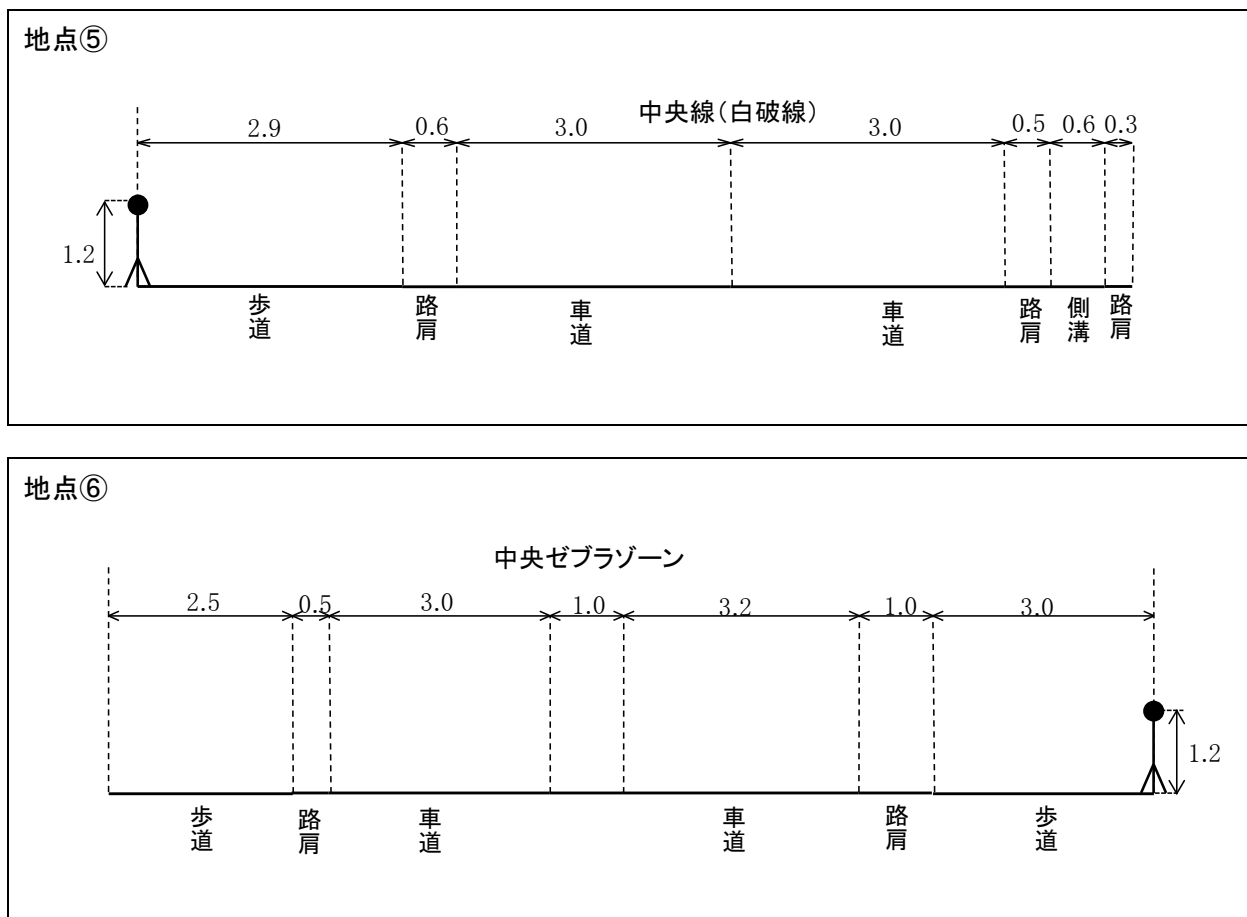 地点⑤
中央線(白破線)
2.9 0.6 3.0 3.0 0.5 0.6 0.3
1.2
歩道 路肩 車道 車道 路肩 側溝 路肩
地点⑥
中央ゼブラゾーン
2.5 0.5 3.0 1.0 3.2 1.0 3.0
1.2
歩道 路肩 車道 車道 路肩 歩道